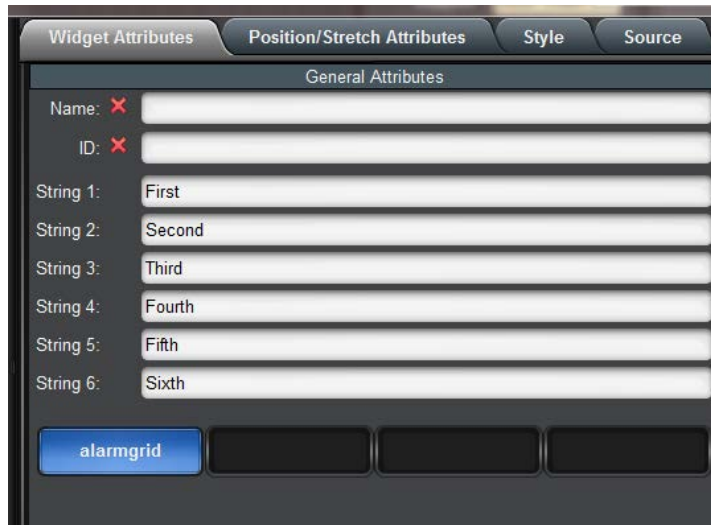 Widget Attributes Position/Stretch Attributes Style Source
General Attributes
Name:
ID:
String 1: First
String 2: Second
String 3: Third
String 4: Fourth
String 5: Fifth
String 6: Sixth
alarmgrid